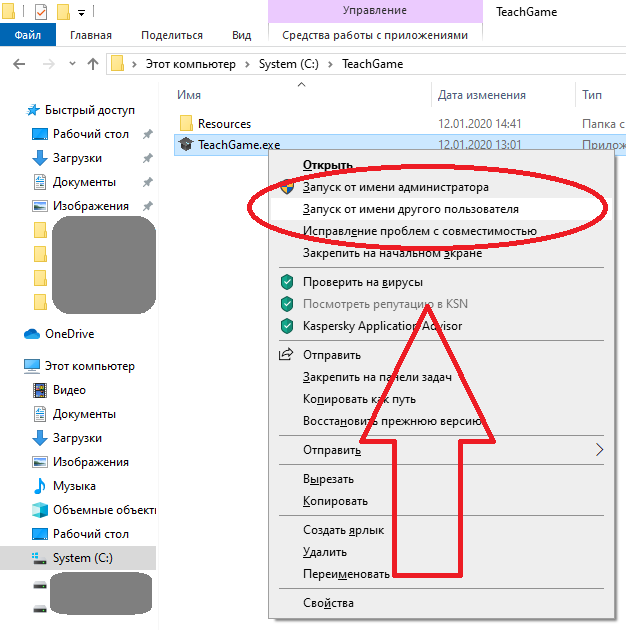 Управление
TeachGame
Файл
Главная
Поделиться
Вид
Средства работы с приложениями
Этот компьютер
System (C:)
TeachGame
Имя
Дата изменения
Тип
Быстрый доступ
Рабочий стол
Загрузки
Документы
Изображения
OneDrive
Этот компьютер
Видео
Документы
Загрузки
Изображения
Музыка
Объемные объекты
Рабочий стол
System (C:)
Resources
12.01.2020 14:41
Папка с
TeachGame.exe
12.01.2020 13:01
Прилож
Открыть
Запуск от имени администратора
Запуск от имени другого пользователя
Исправление проблем с совместимостью
Закрепить на начальном экране
Проверить на вирусы
Посмотреть репутацию в KSN
Kaspersky Application Advisor
Отправить
Закрепить на панели задач
Копировать как путь
Восстановить прежнюю версию
Отправить
Вырезать
Копировать
Создать ярлык
Удалить
Переименовать
Свойства